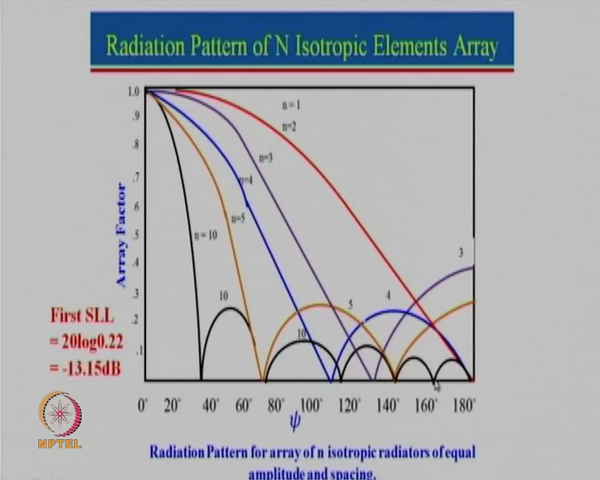 Radiation Pattern of N Isotropic Elements Array
1.0
.9
.8
.7
.6
.5
.4
.3
.2
.1
Array Factor
n = 1
n=2
n=3
n=4
n=5
n = 10
10
10
5
4
3
First SLL
= 20log0.22
= -13.15dB
0° 20° 40° 60° 80° 100° 120° 140° 160° 180°
ψ
NPTEL
Radiation Pattern for array of n isotropic radiators of equal
amplitude and spacing.